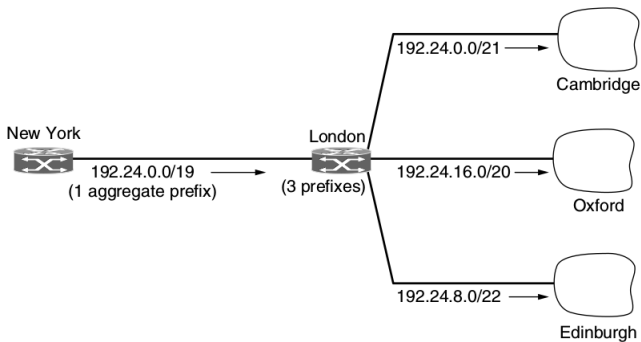 192.24.0.0/21
Cambridge
New York
London
192.24.0.0/19
(1 aggregate prefix)
(3 prefixes)
192.24.16.0/20
Oxford
192.24.8.0/22
Edinburgh